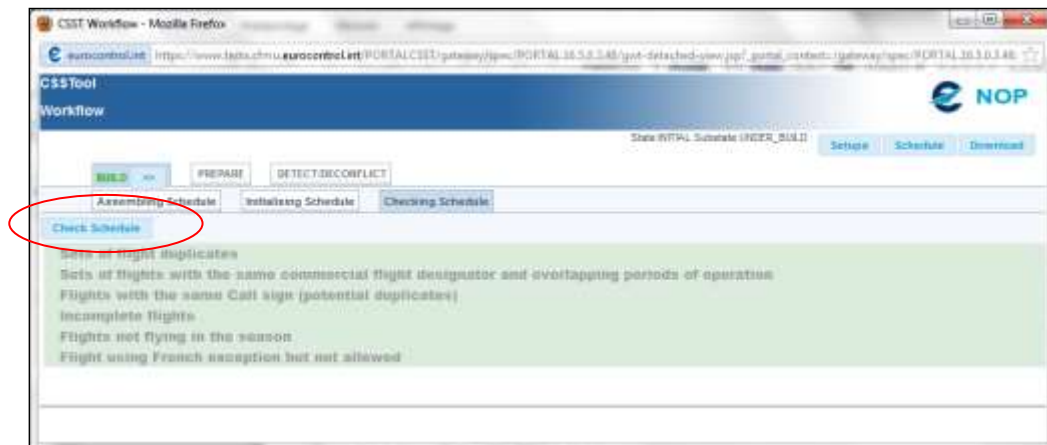 CSST Workflow - Mozilla Firefox
CSSTool
Workflow
NOP
State INITIAL Substate UNDER_BUILD
Setups Schedule Download
BUILD >> PREPARE DETECT/DECONFLICT
Assembling Schedule Initialising Schedule Checking Schedule
Check Schedule
Sets of flight duplicates
Sets of flights with the same commercial flight designator and overlapping periods of operation
Flights with the same Call sign (potential duplicates)
Incomplete flights
Flights not flying in the season
Flight using French exception but not allowed